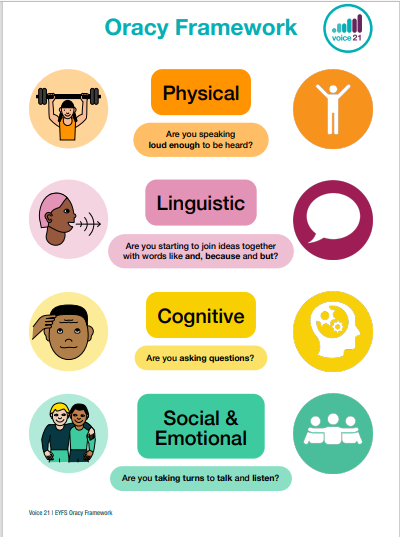 Oracy Framework
voice 21
Physical
Are you speaking
loud enough to be heard?
Linguistic
Are you starting to join ideas together
with words like and, because and but?
Cognitive
Are you asking questions?
Social &
Emotional
Are you taking turns to talk and listen?
Voice 21 | EYFS Oracy Framework